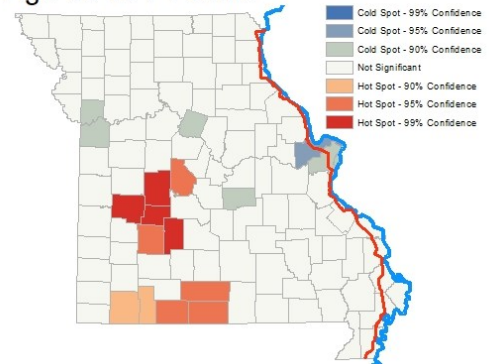 Cold Spot - 99% Confidence
Cold Spot - 95% Confidence
Cold Spot - 90% Confidence
Not Significant
Hot Spot - 90% Confidence
Hot Spot - 95% Confidence
Hot Spot - 99% Confidence